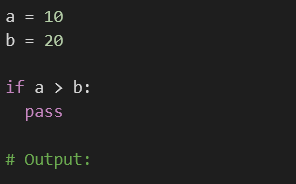 a = 10
b = 20
if a > b:
  pass
# Output: